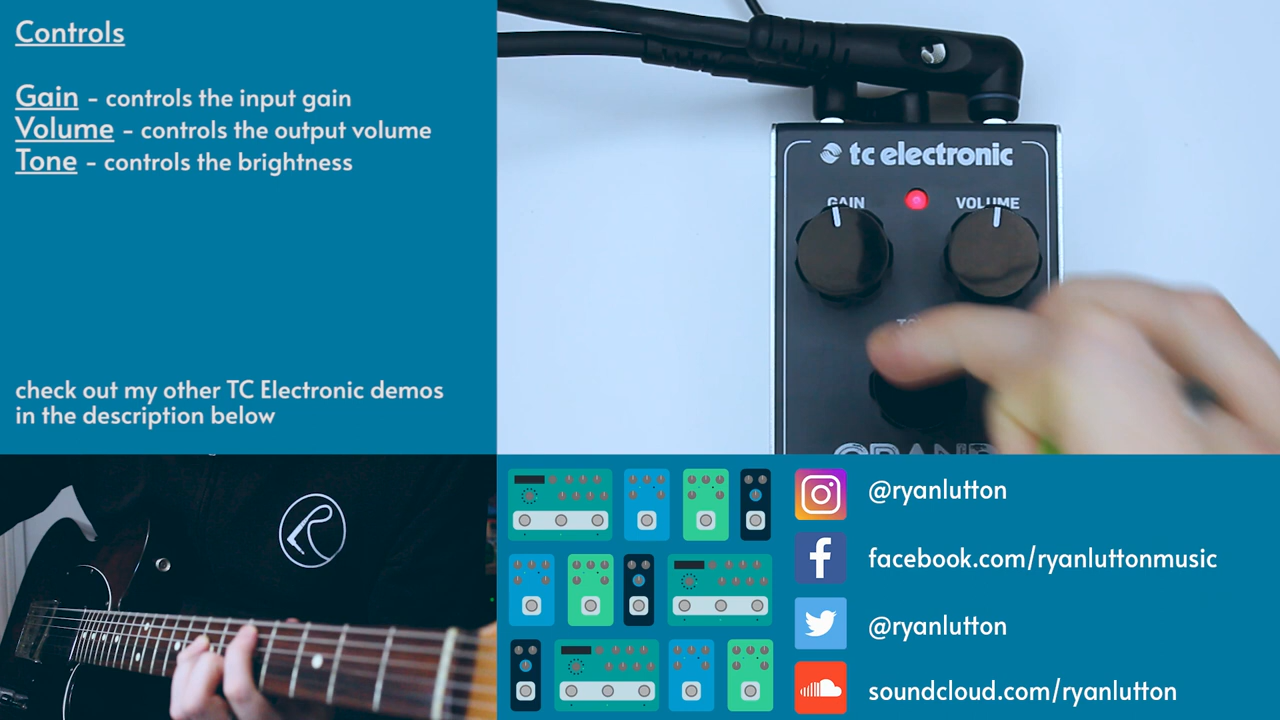 Controls
Gain - controls the input gain
Volume - controls the output volume
Tone - controls the brightness
check out my other TC Electronic demos
in the description below
tc electronic
GAIN
VOLUME
@ryanlutton
facebook.com/ryanluttonmusic
@ryanlutton
soundcloud.com/ryanlutton